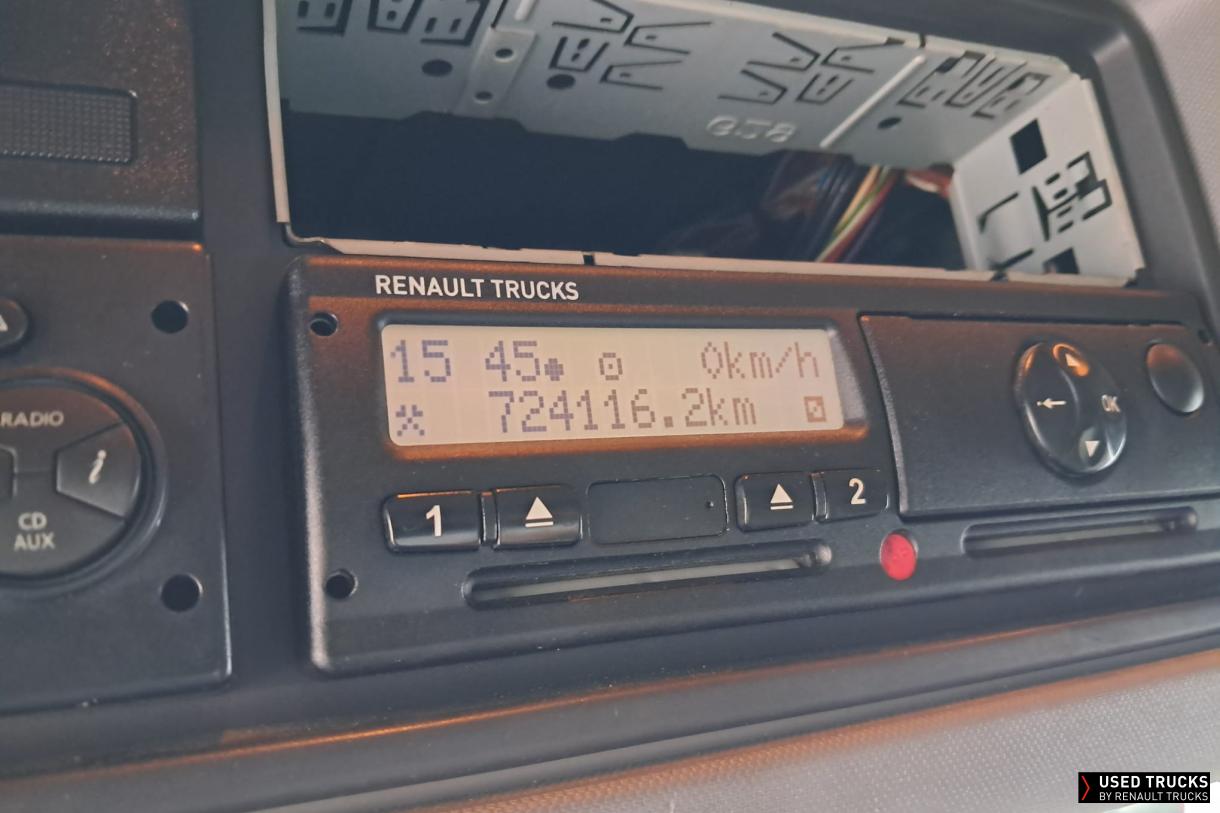 RENAULT TRUCKS
15 45 0km/h
724116.2km
RADIO
i
CD
AUX
OK
1
2
USED TRUCKS
BY RENAULT TRUCKS